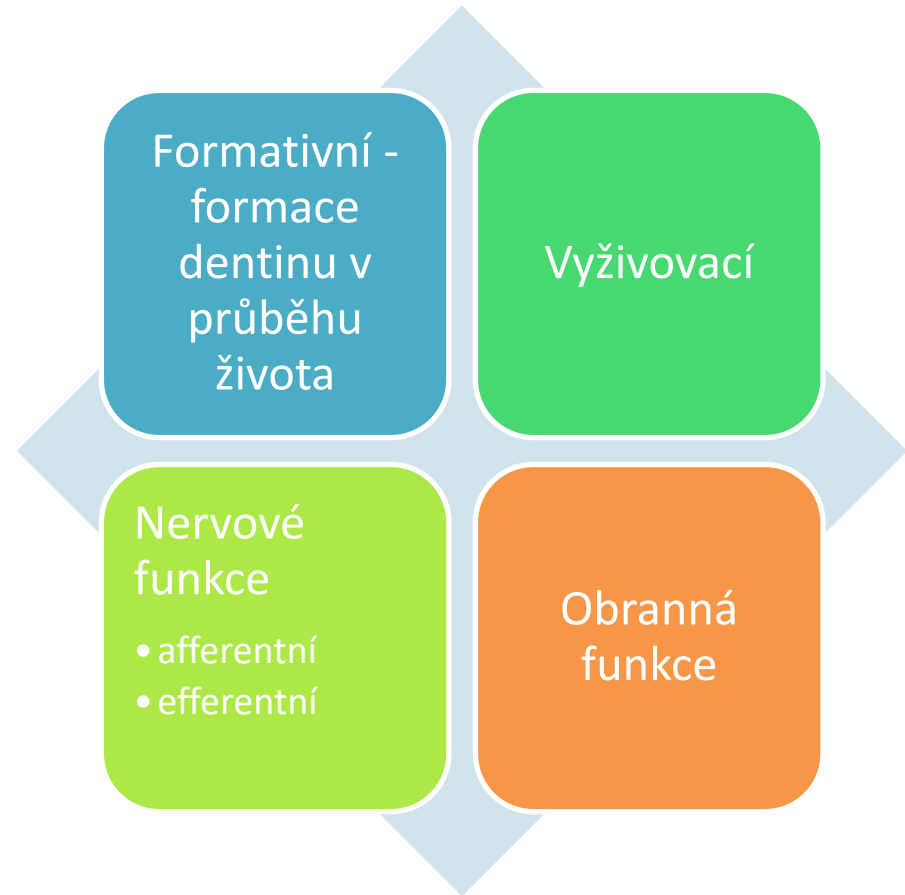 Formativní -
formace
dentinu v
průběhu
života
Vyživovací
Nervové
funkce
• afferentní
• efferentní
Obranná
funkce